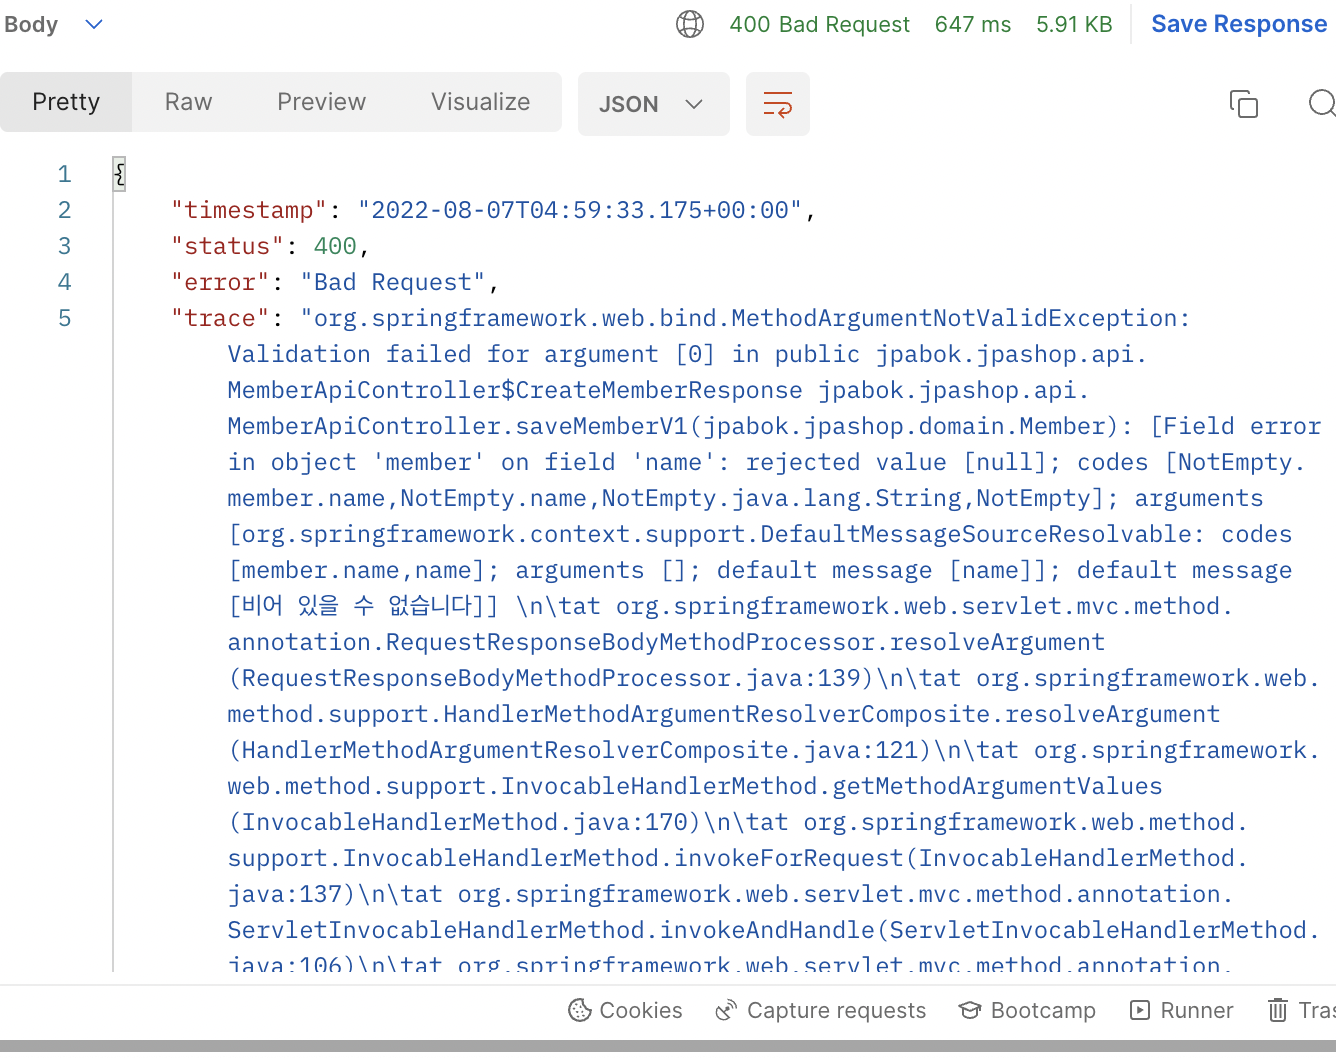 Body
400 Bad Request 647 ms 5.91 KB Save Response
Pretty Raw Preview Visualize JSON
1 {
2 "timestamp": "2022-08-07T04:59:33.175+00:00",
3 "status": 400,
4 "error": "Bad Request",
5 "trace": "org.springframework.web.bind.MethodArgumentNotValidException:
Validation failed for argument [0] in public jpabok.jpashop.api.
MemberApiController$CreateMemberResponse jpabok.jpashop.api.
MemberApiController.saveMemberV1(jpabok.jpashop.domain.Member): [Field error
in object 'member' on field 'name': rejected value [null]; codes [NotEmpty.
member.name,NotEmpty.name,NotEmpty.java.lang.String,NotEmpty]; arguments
[org.springframework.context.support.DefaultMessageSourceResolvable: codes
[member.name,name]; arguments []; default message [name]]; default message
[비어 있을 수 없습니다]] \n\tat org.springframework.web.servlet.mvc.method.
annotation.RequestResponseBodyMethodProcessor.resolveArgument
(RequestResponseBodyMethodProcessor.java:139)\n\tat org.springframework.web.
method.support.HandlerMethodArgumentResolverComposite.resolveArgument
(HandlerMethodArgumentResolverComposite.java:121)\n\tat org.springframework.
web.method.support.InvocableHandlerMethod.getMethodArgumentValues
(InvocableHandlerMethod.java:170)\n\tat org.springframework.web.method.
support.InvocableHandlerMethod.invokeForRequest(InvocableHandlerMethod.
java:137)\n\tat org.springframework.web.servlet.mvc.method.annotation.
ServletInvocableHandlerMethod.invokeAndHandle(ServletInvocableHandlerMethod.
java:106)\n\tat org.springframework.web.servlet.mvc.method.annotation.
Cookies Capture requests Bootcamp Runner Tras